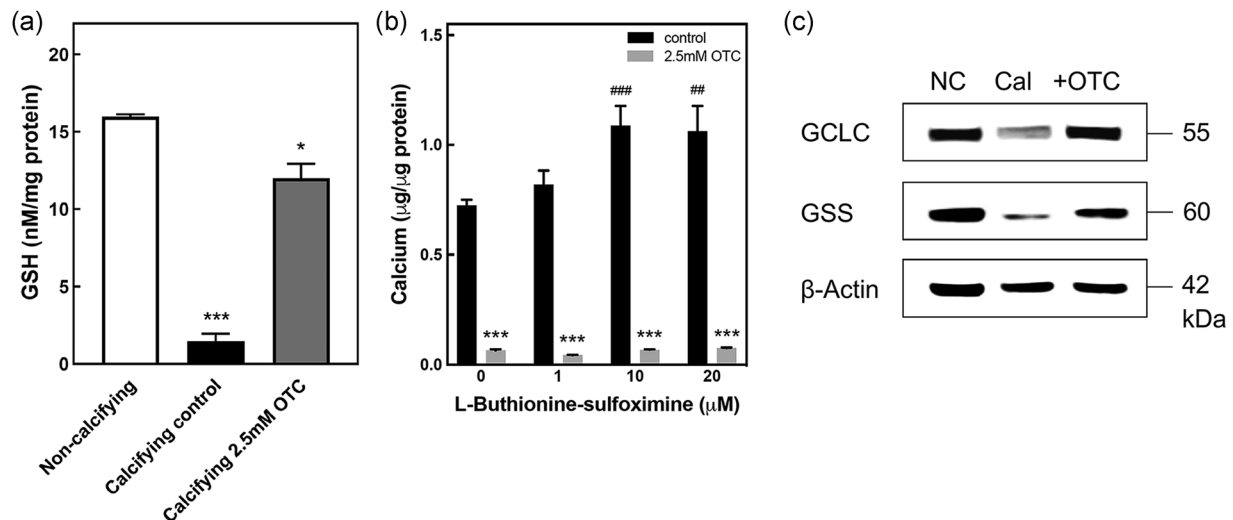 (a)
GSH (nM/mg protein)
20
15
10
5
0
***
*
Non-calcifying
Calcifying control
Calcifying 2.5mM OTC
(b)
Calcium (μg/μg protein)
1.5
1.0
0.5
0.0
control
2.5mM OTC
###
##
*** *** *** ***
0 1 10 20
L-Buthionine-sulfoximine (μM)
(c)
NC Cal +OTC
GCLC 55
GSS 60
β-Actin 42
kDa